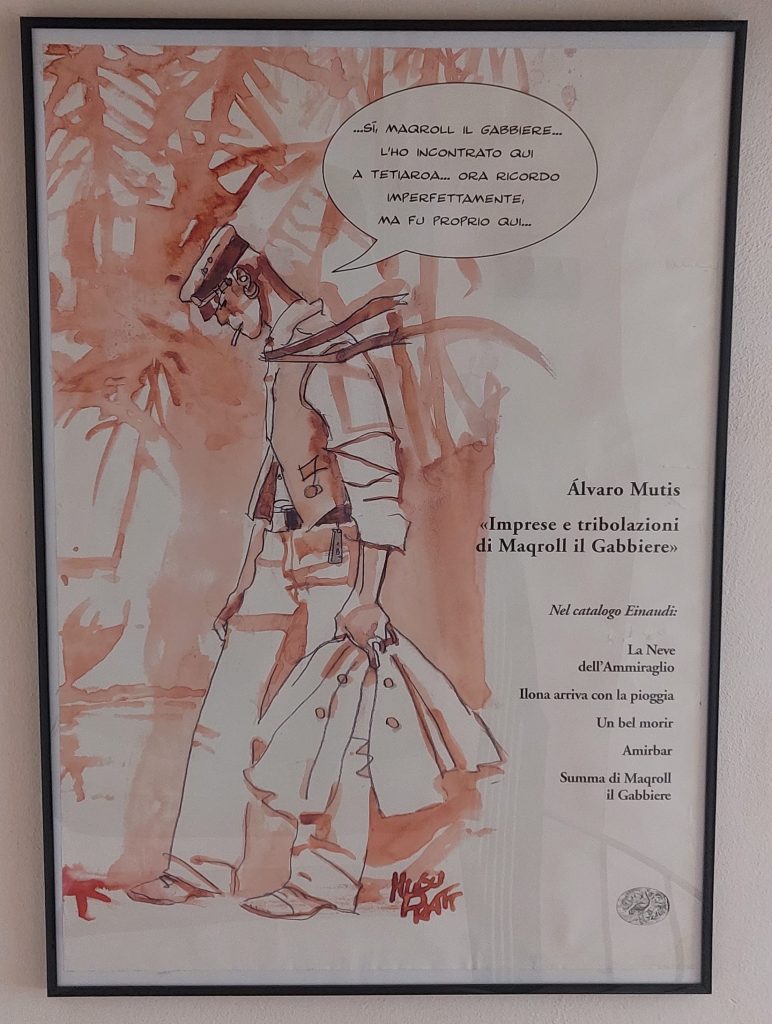 ...SÍ, MAQROLL IL GABBIERE...
L'HO INCONTRATO QUI
A TETIAROA... ORA RICORDO
IMPERFETTAMENTE,
MA FU PROPRIO QUI...
Álvaro Mutis
«Imprese e tribolazioni
di Maqroll il Gabbiere»
Nel catalogo Einaudi:
La Neve
dell'Ammiraglio
Ilona arriva con la pioggia
Un bel morir
Amirbar
Summa di Maqroll
il Gabbiere
HUGO
PRATT